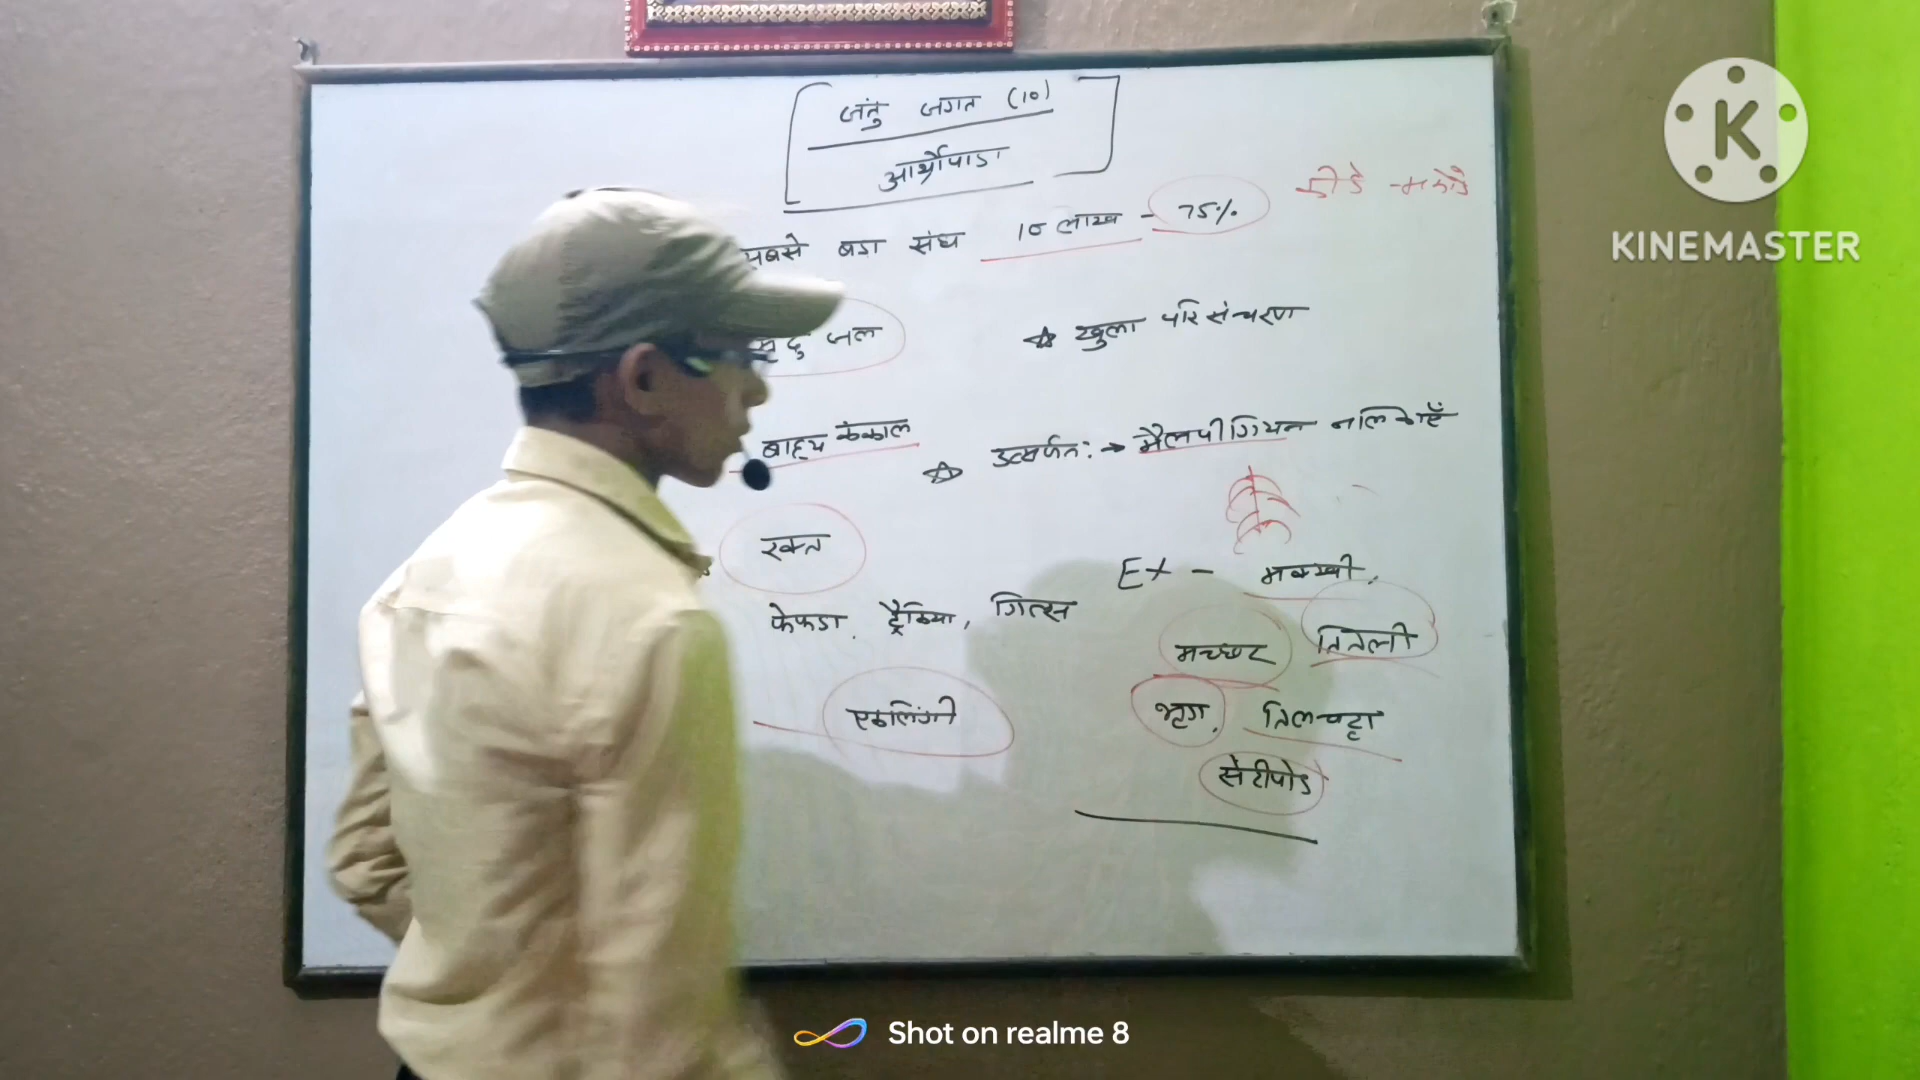 जंतु जगत (10)
आर्थ्रोपोडा
कीडे - मकोडे
सबसे बडा संघ 10 लाख - 75%
मृदु जल
☆ खुला परिसंचरण
बाह्य कंकाल
☆ उत्सर्जन :→ मैलपीगियन नलिकाएँ
रक्त
Ex - मक्खी,
फेफडा, ट्रैकिया, गिल्स
मच्छर तितली
एकलिंगी
भृंग, तिलचट्टा
सेंटीपोड
K
KINEMASTER
Shot on realme 8